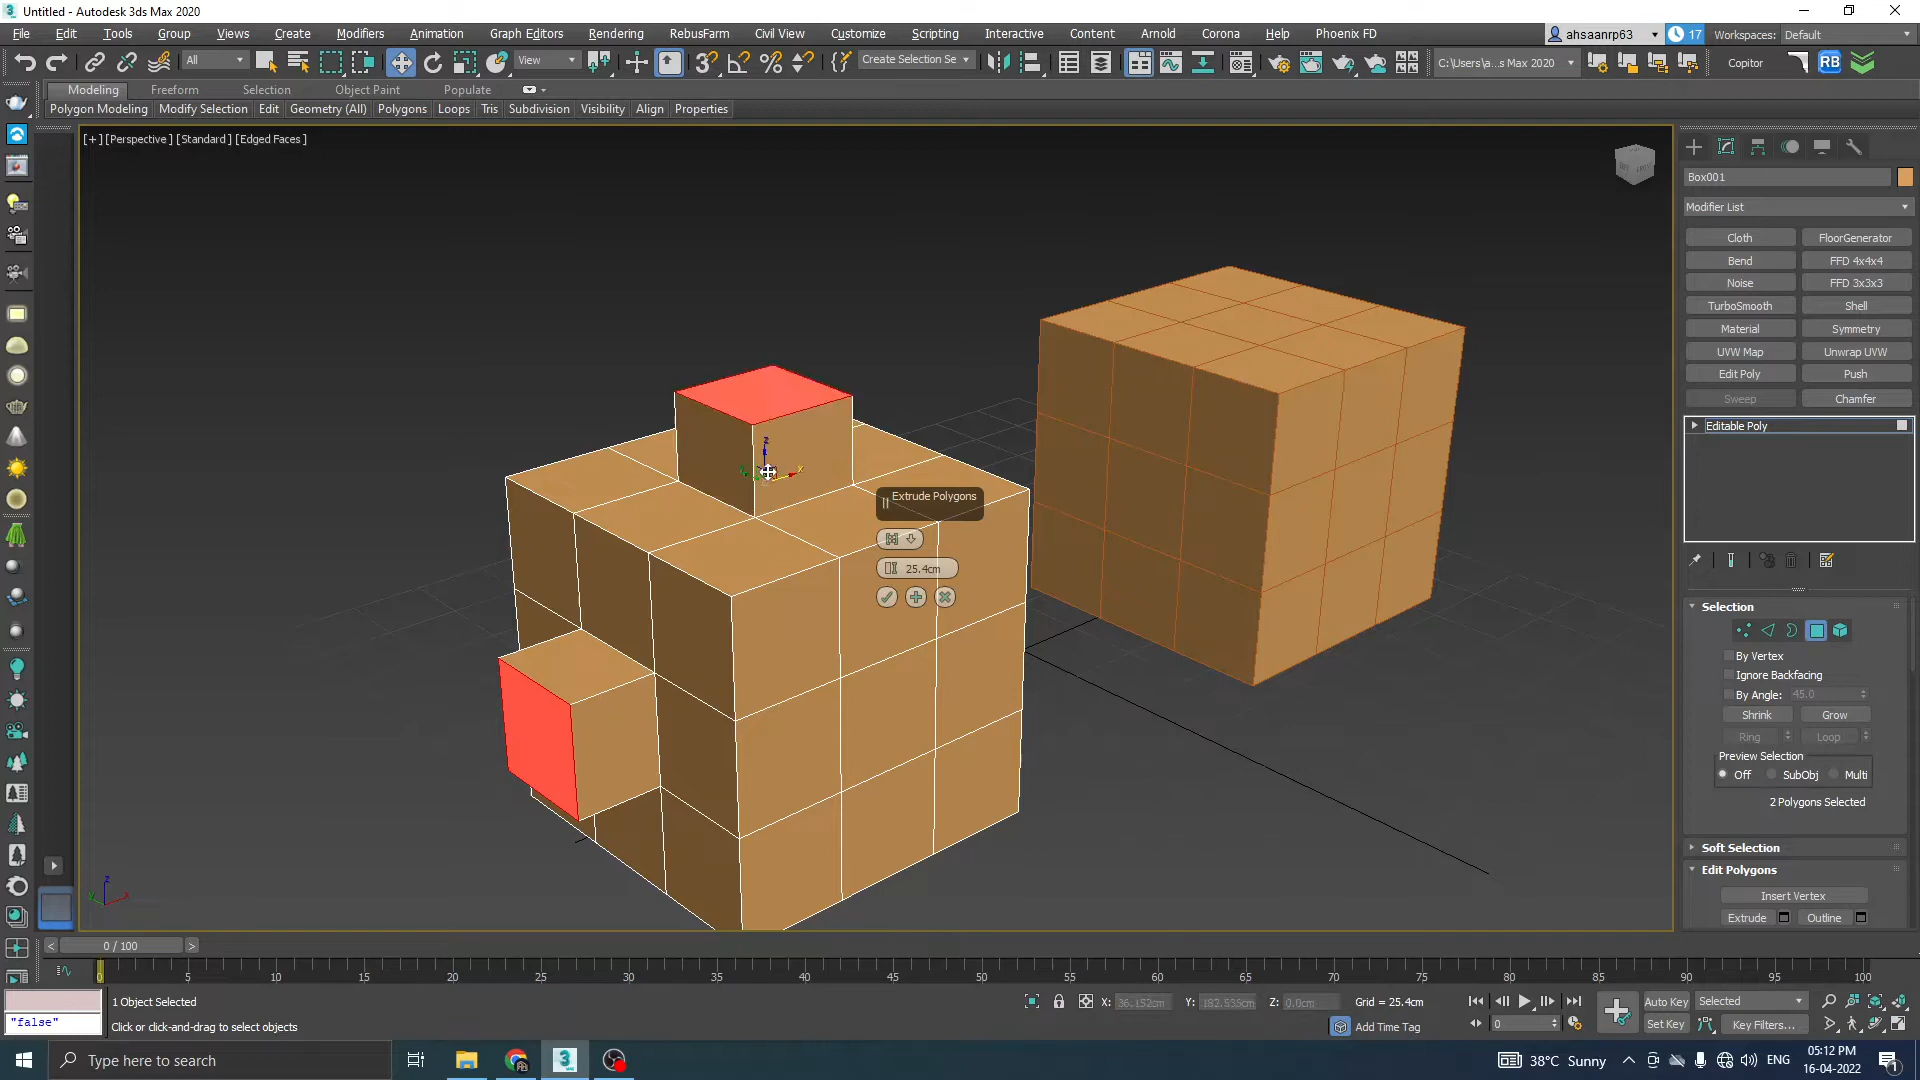 Untitled - Autodesk 3ds Max 2020
File Edit Tools Group Views Create Modifiers Animation Graph Editors Rendering RebusFarm Civil View Customize Scripting Interactive Content Arnold Corona Help Phoenix FD
ahsaanrp63 17 Workspaces: Default
All View Create Selection Se C:\Users\a...s Max 2020 Copitor RB
Modeling Freeform Selection Object Paint Populate
Polygon Modeling Modify Selection Edit Geometry (All) Polygons Loops Tris Subdivision Visibility Align Properties
[+] [Perspective] [Standard] [Edged Faces]
Box001
Modifier List
Cloth FloorGenerator
Bend FFD 4x4x4
Noise FFD 3x3x3
TurboSmooth Shell
Material Symmetry
UVW Map Unwrap UVW
Edit Poly Push
Sweep Chamfer
Editable Poly
z
x
Extrude Polygons
25.4cm
Selection
By Vertex
Ignore Backfacing
By Angle: 45.0
Shrink Grow
Ring Loop
Preview Selection
Off SubObj Multi
2 Polygons Selected
Soft Selection
Edit Polygons
Insert Vertex
Extrude Outline
z
y x
< 0 / 100 >
0 5 10 15 20 25 30 35 40 45 50 55 60 65 70 75 80 85 90 95 100
1 Object Selected
X: 36.152cm Y: 182.535cm Z: 0.0cm Grid = 25.4cm
Auto Key Selected
"false"
Click or click-and-drag to select objects
Add Time Tag
0
Set Key Key Filters...
Type here to search
38°C Sunny ENG
05:12 PM
16-04-2022
1